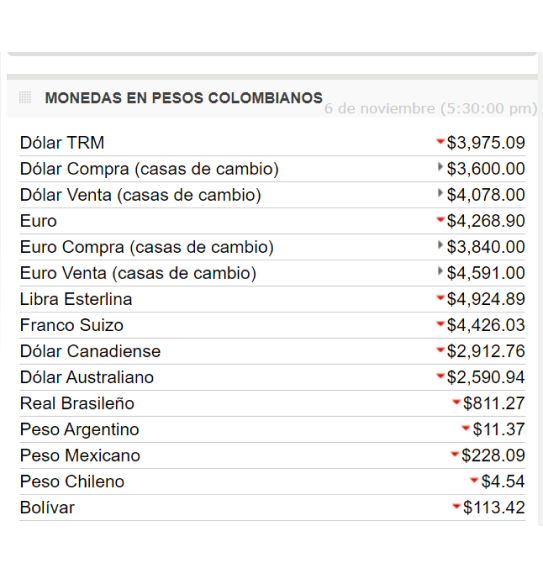 MONEDAS EN PESOS COLOMBIANOS
6 de noviembre (5:30:00 pm)
Dólar TRM $3,975.09
Dólar Compra (casas de cambio) $3,600.00
Dólar Venta (casas de cambio) $4,078.00
Euro $4,268.90
Euro Compra (casas de cambio) $3,840.00
Euro Venta (casas de cambio) $4,591.00
Libra Esterlina $4,924.89
Franco Suizo $4,426.03
Dólar Canadiense $2,912.76
Dólar Australiano $2,590.94
Real Brasileño $811.27
Peso Argentino $11.37
Peso Mexicano $228.09
Peso Chileno $4.54
Bolívar $113.42